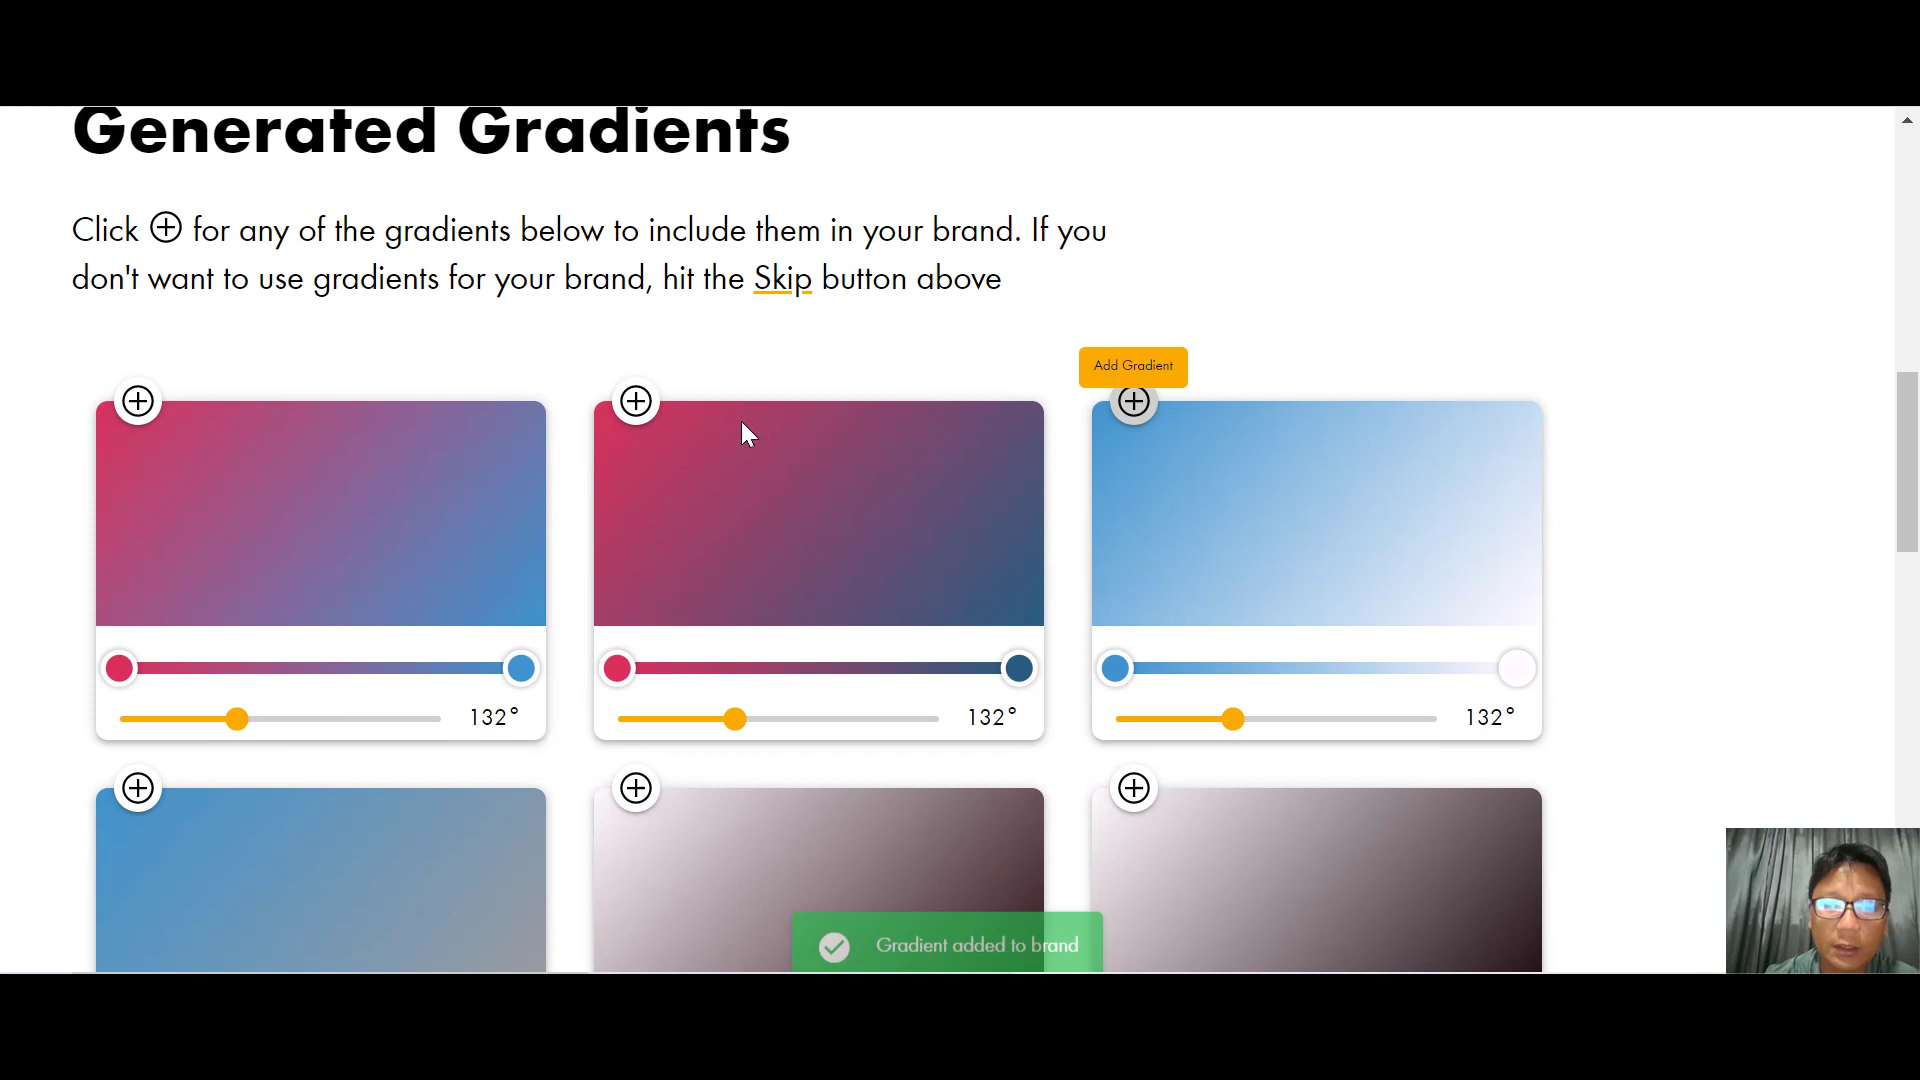 Generated Gradients
Click ⊕ for any of the gradients below to include them in your brand. If you
don't want to use gradients for your brand, hit the Skip button above
Add Gradient
132°
132°
132°
Gradient added to brand